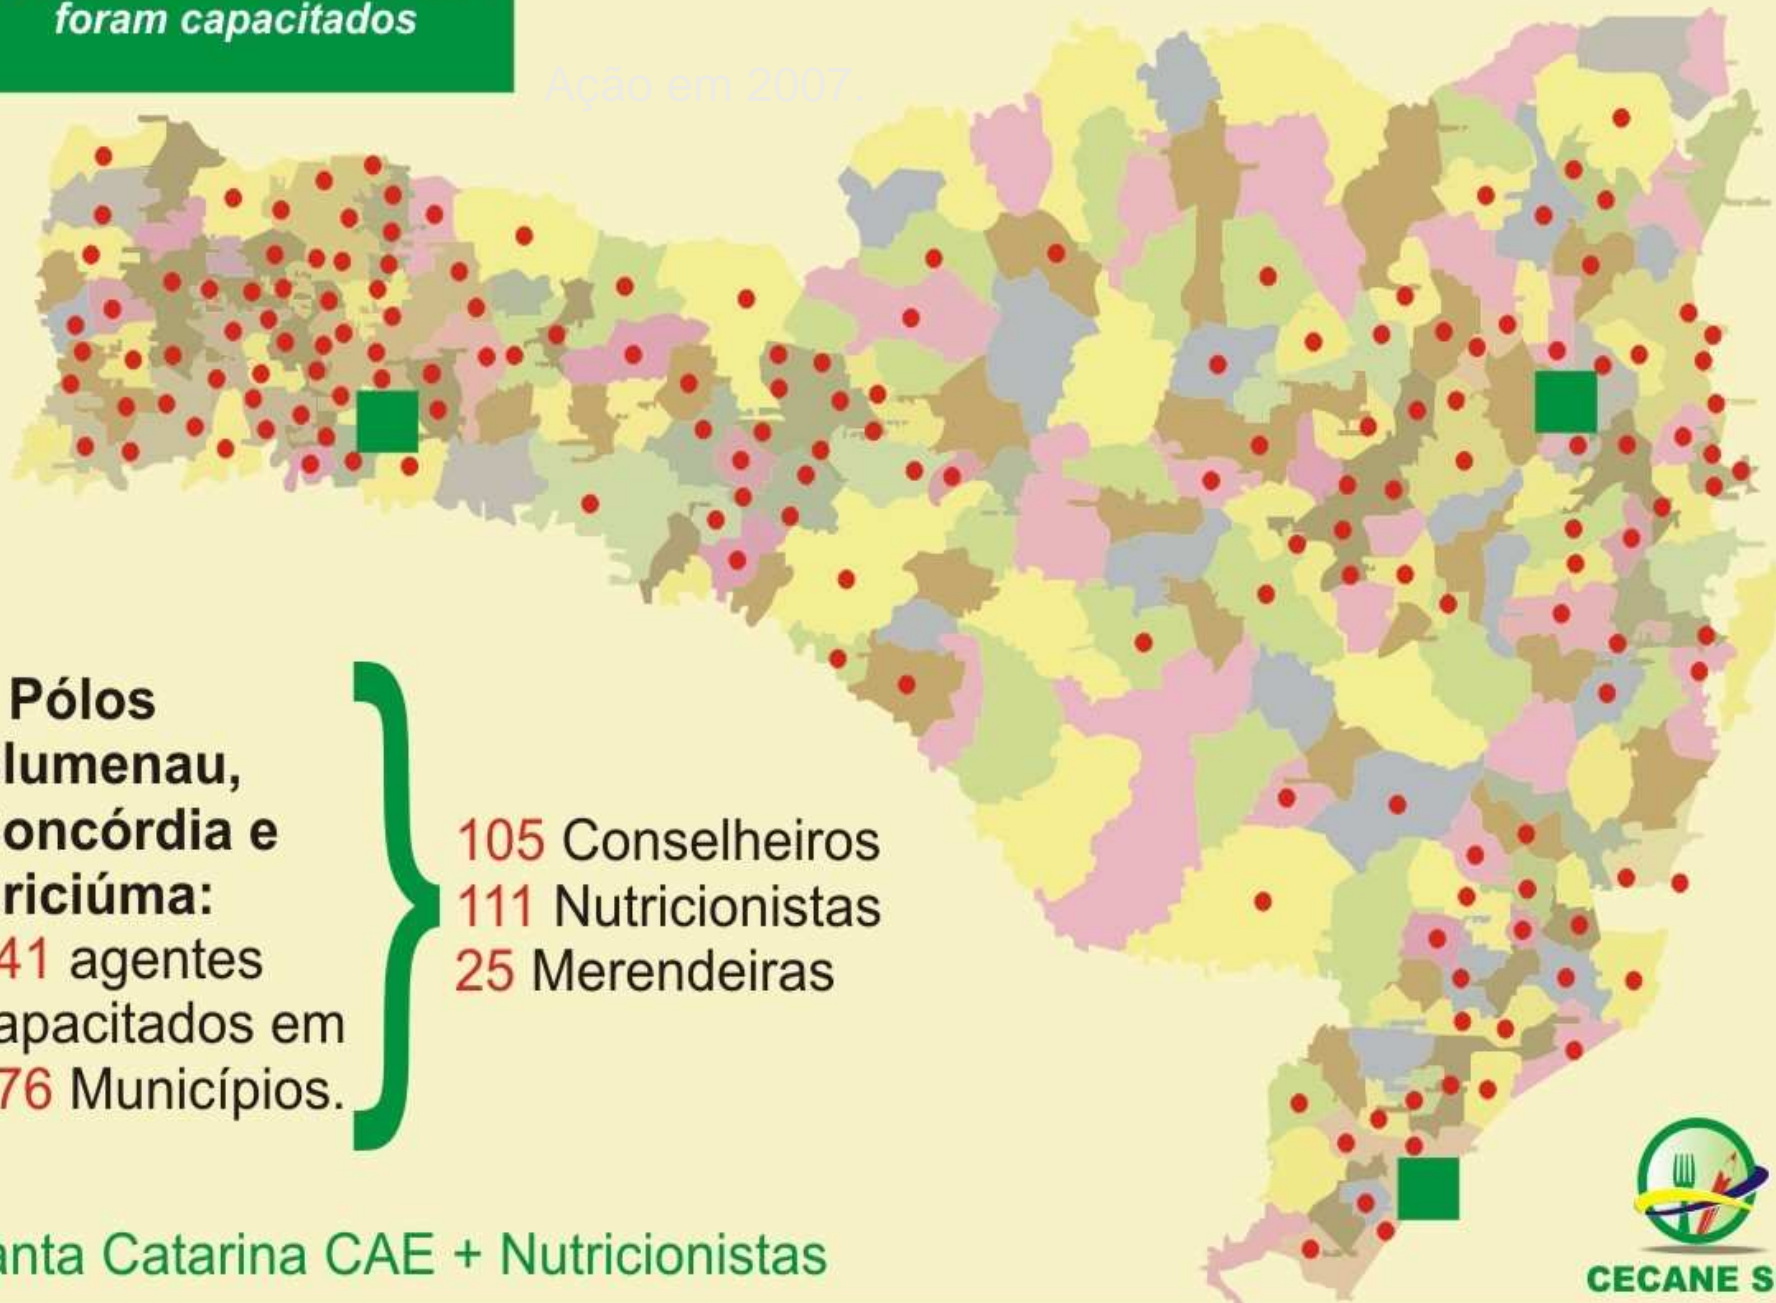 foram capacitados
Ação em 2007.
Pólos
lumenau,
oncórdia e
riciúma:
41 agentes
apacitados em
76 Municípios.
105 Conselheiros
111 Nutricionistas
25 Merendeiras
anta Catarina CAE + Nutricionistas
CECANE S